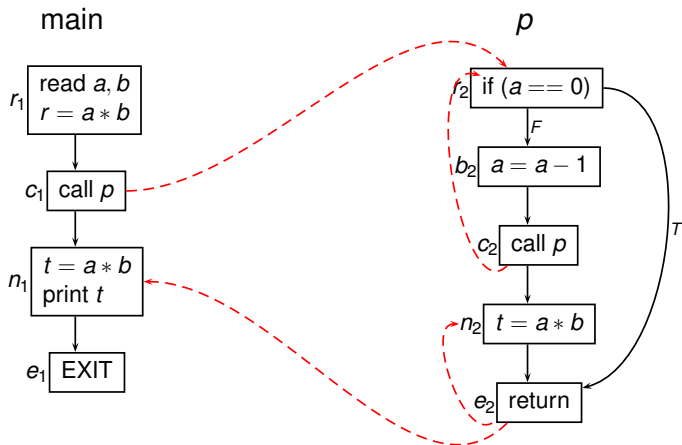 main
r1
read a, b
r = a ∗ b
c1
call p
n1
t = a ∗ b
print t
e1
EXIT
p
r2
if (a == 0)
F
b2
a = a − 1
c2
call p
T
n2
t = a ∗ b
e2
return